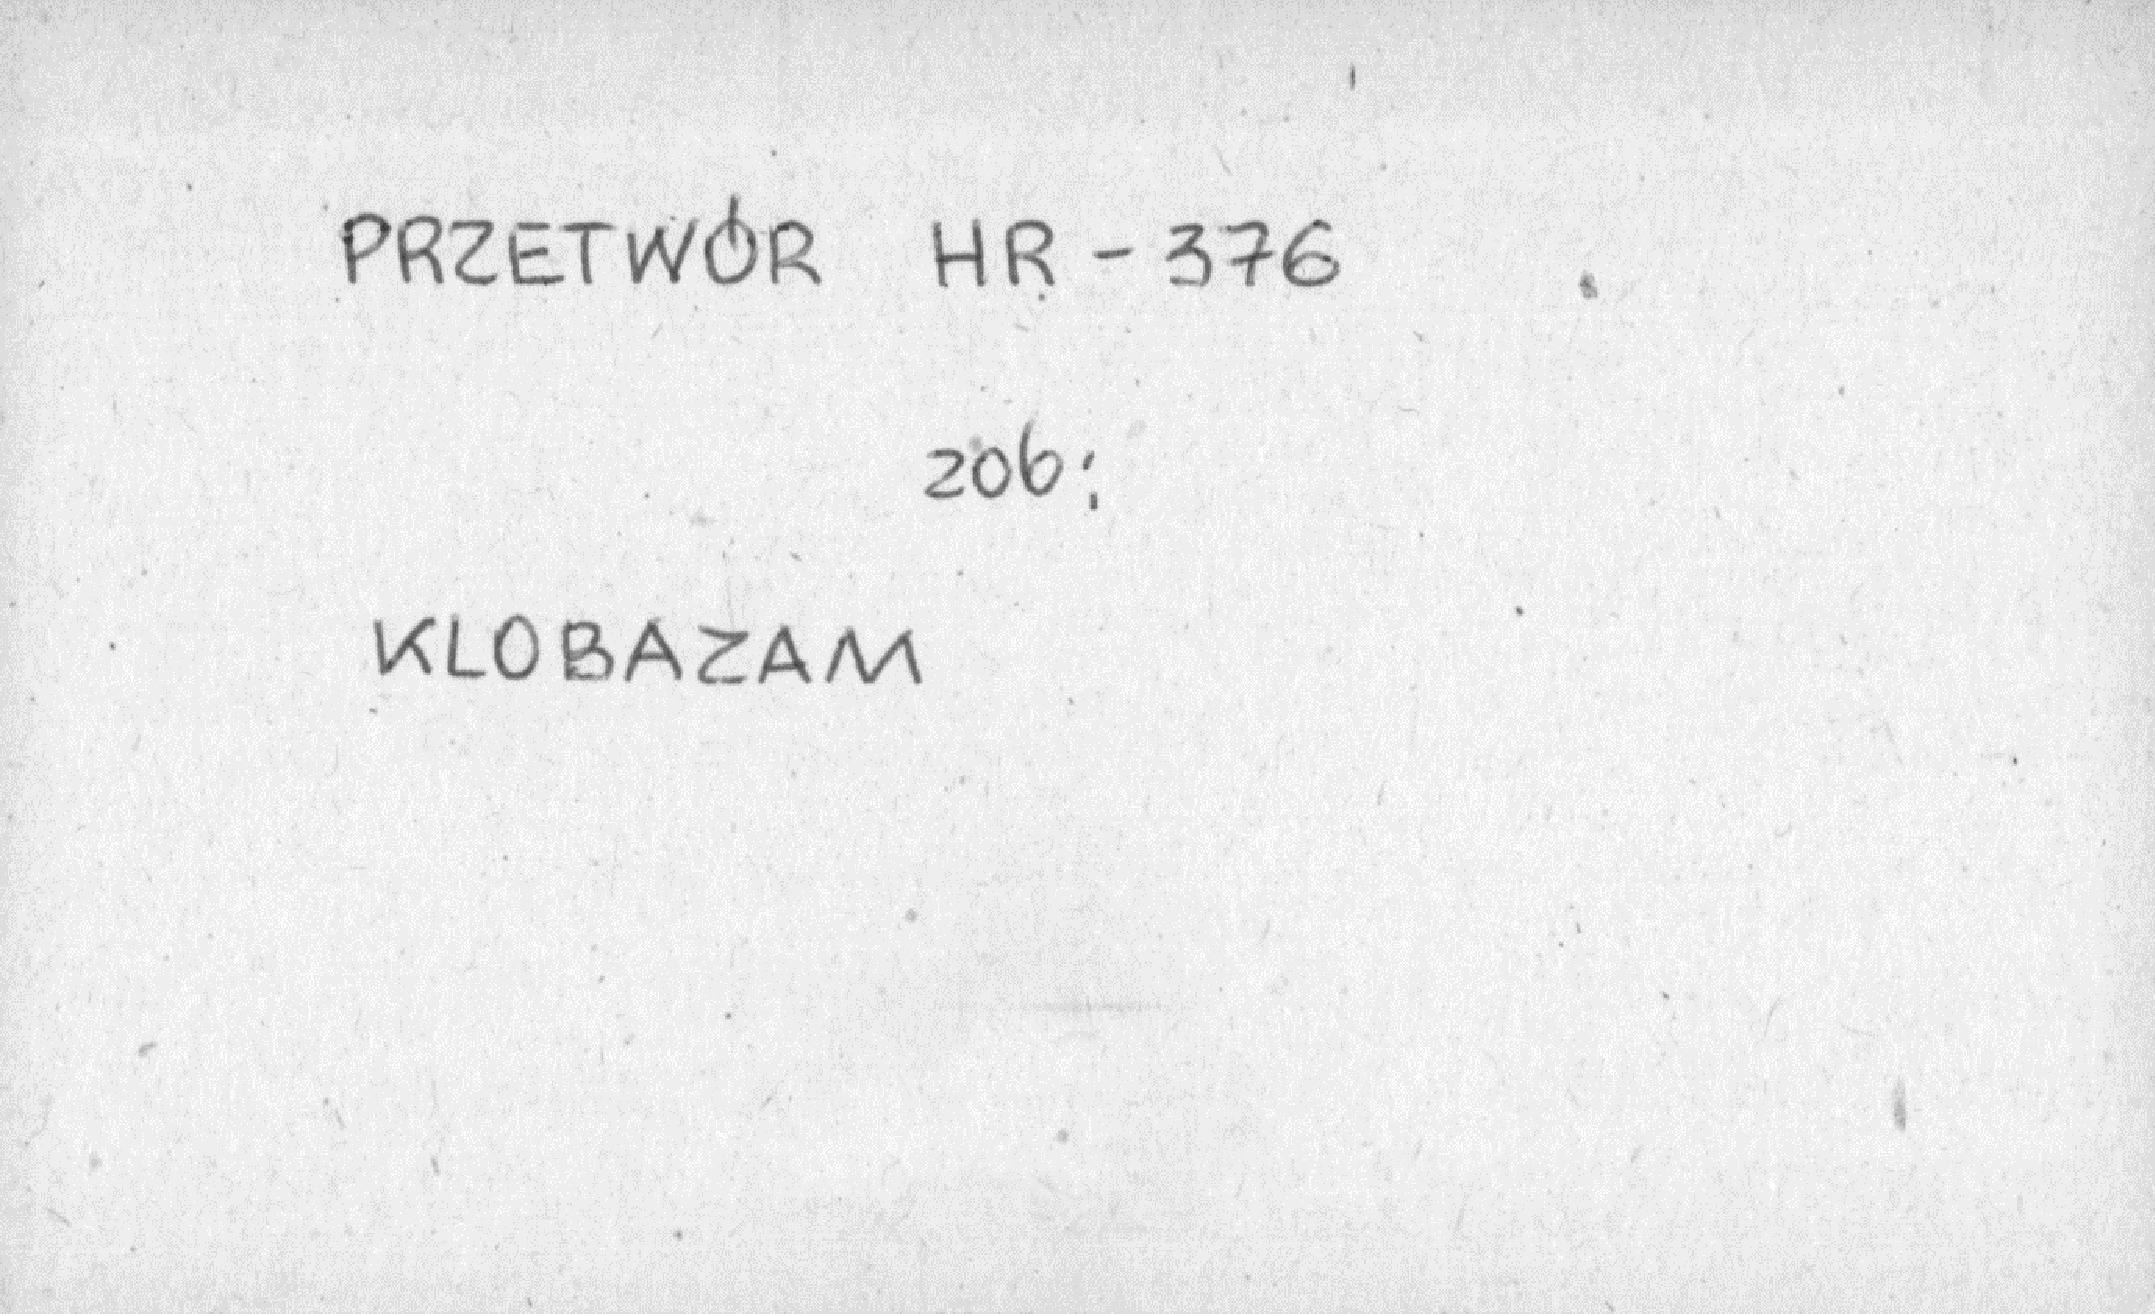 PRZETWÓR HR - 376
zob:
KLOBAZAM